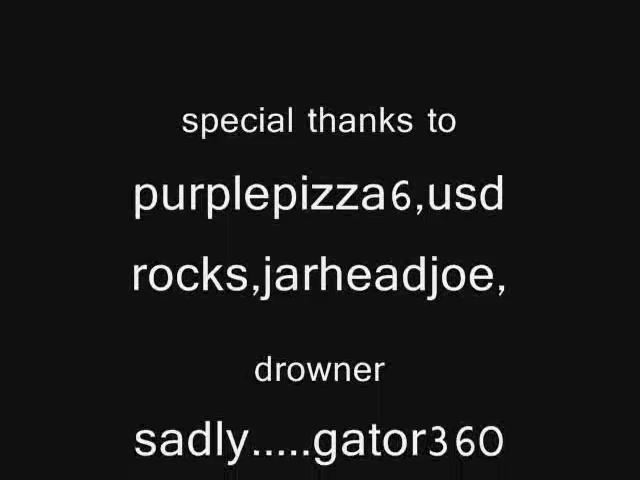 special thanks to
purplepizza6,usd
rocks,jarheadjoe,
drowner
sadly.....gator360